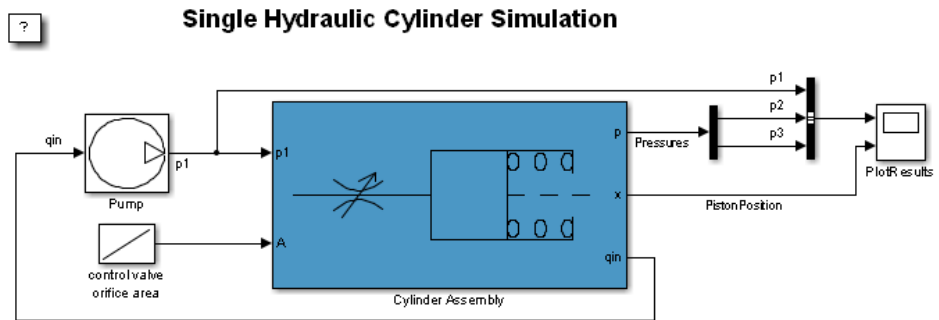 Single Hydraulic Cylinder Simulation
?
p1
p2
p3
qin
p1
Pump
p1
A
p
Pressures
x
PistonPosition
qin
PlotResults
control valve
orifice area
Cylinder Assembly